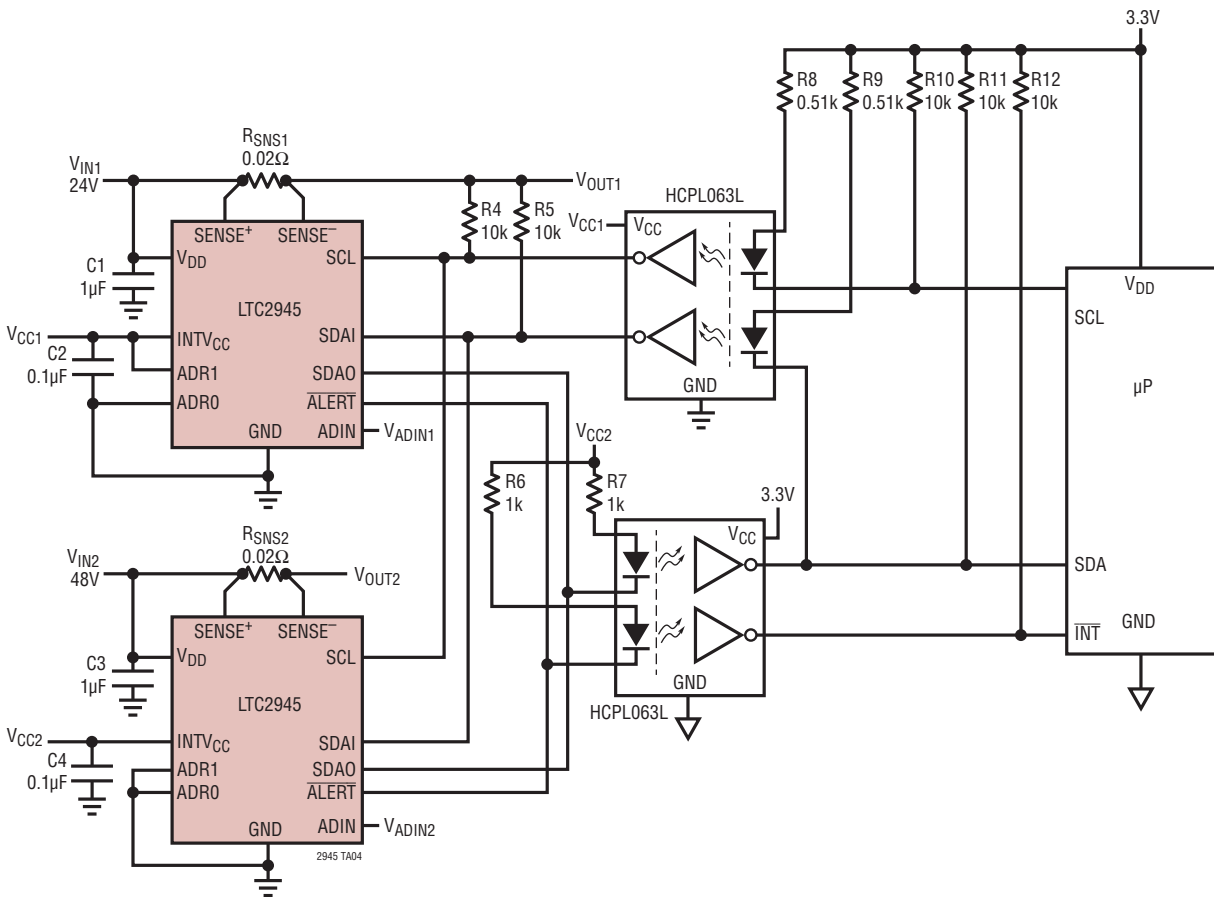 3.3V
R8
0.51k
R9
0.51k
R10
10k
R11
10k
R12
10k
RSNS1
0.02Ω
VIN1
24V
VOUT1
R4
10k
R5
10k
HCPL063L
VCC1
VCC
GND
SENSE+
SENSE–
VDD
SCL
C1
1µF
LTC2945
VCC1
INTVCC
SDAI
C2
0.1µF
ADR1
SDAO
ADR0
ALERT
GND
ADIN
VADIN1
VDD
SCL
µP
SDA
GND
INT
VCC2
R6
1k
R7
1k
3.3V
VCC
GND
HCPL063L
RSNS2
0.02Ω
VIN2
48V
VOUT2
SENSE+
SENSE–
VDD
SCL
C3
1µF
LTC2945
VCC2
INTVCC
SDAI
C4
0.1µF
ADR1
SDAO
ADR0
ALERT
GND
ADIN
VADIN2
2945 TA04